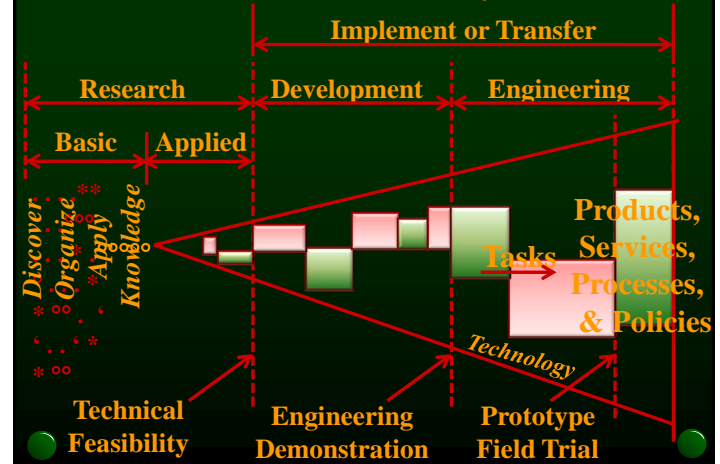 Implement or Transfer
Research
Development
Engineering
Basic
Applied
Discover
Organize
Apply
Knowledge
Tasks
Products,
Services,
Processes,
& Policies
Technology
Technical
Feasibility
Engineering
Demonstration
Prototype
Field Trial